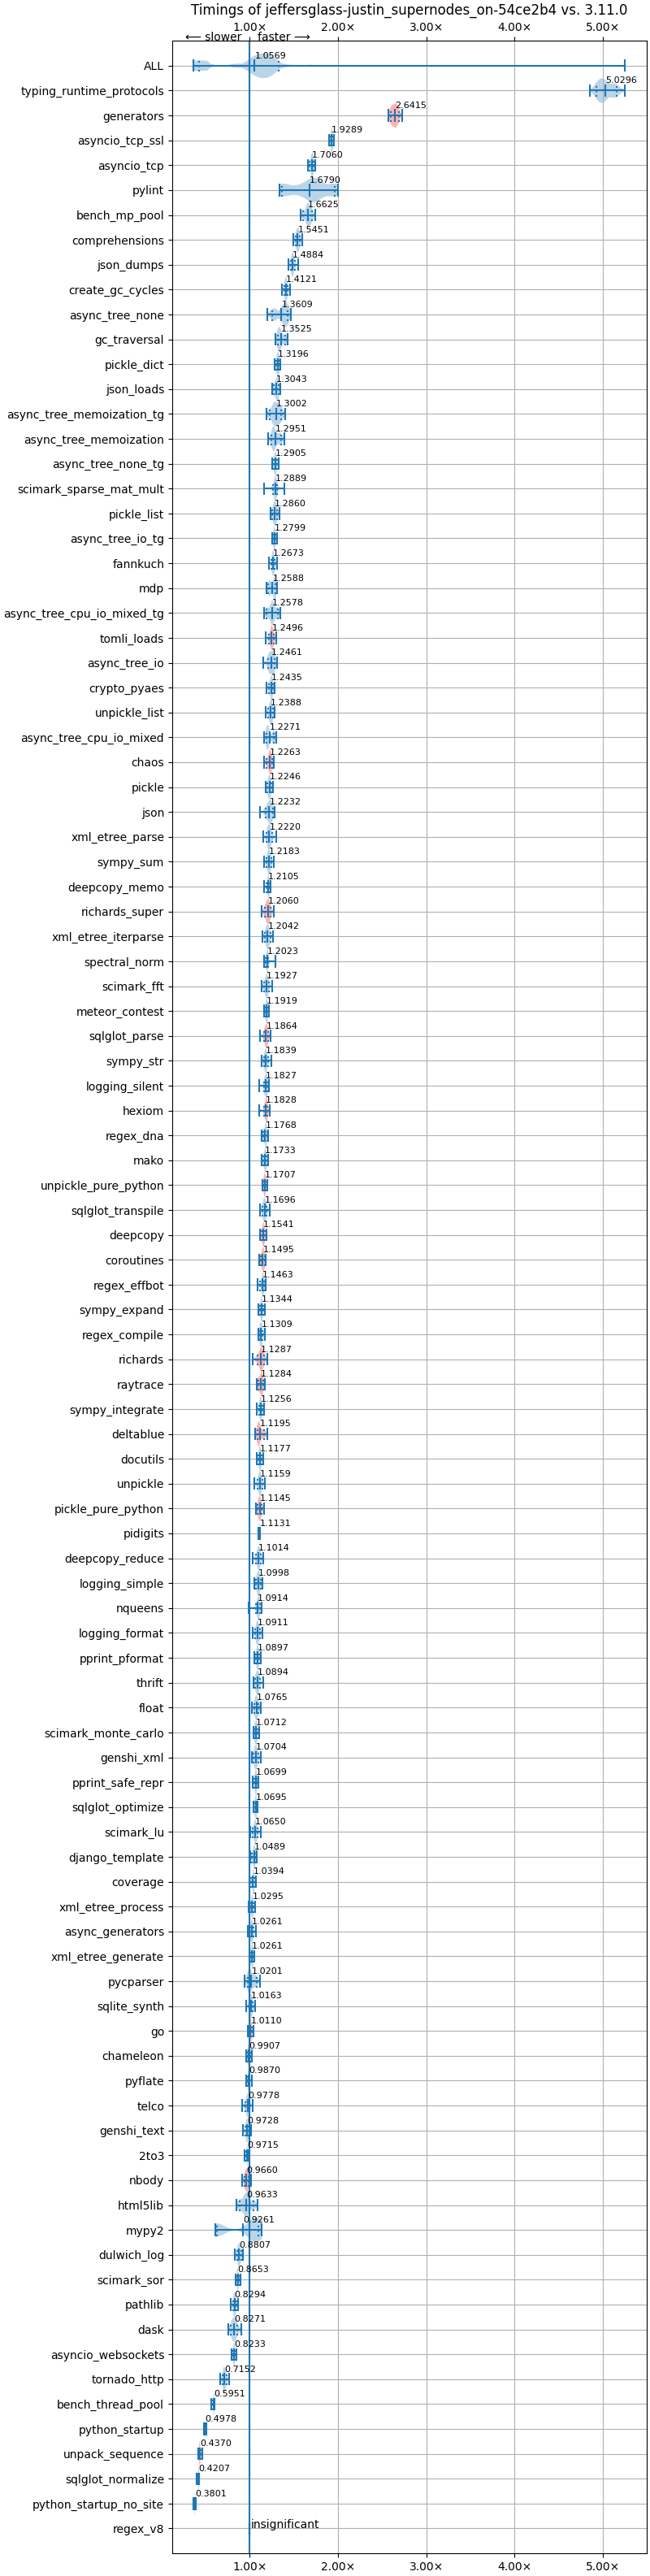 Timings of jeffersglass-justin_supernodes_on-54ce2b4 vs. 3.11.0
1.00× 2.00× 3.00× 4.00× 5.00×
⟵ slower faster ⟶
ALL 1.0569
typing_runtime_protocols 5.0296
generators 2.6415
asyncio_tcp_ssl 1.9289
asyncio_tcp 1.7060
pylint 1.6790
bench_mp_pool 1.6625
comprehensions 1.5451
json_dumps 1.4884
create_gc_cycles 1.4121
async_tree_none 1.3609
gc_traversal 1.3525
pickle_dict 1.3196
json_loads 1.3043
async_tree_memoization_tg 1.3002
async_tree_memoization 1.2951
async_tree_none_tg 1.2905
scimark_sparse_mat_mult 1.2889
pickle_list 1.2860
async_tree_io_tg 1.2799
fannkuch 1.2673
mdp 1.2588
async_tree_cpu_io_mixed_tg 1.2578
tomli_loads 1.2496
async_tree_io 1.2461
crypto_pyaes 1.2435
unpickle_list 1.2388
async_tree_cpu_io_mixed 1.2271
chaos 1.2263
pickle 1.2246
json 1.2232
xml_etree_parse 1.2220
sympy_sum 1.2183
deepcopy_memo 1.2105
richards_super 1.2060
xml_etree_iterparse 1.2042
spectral_norm 1.2023
scimark_fft 1.1927
meteor_contest 1.1919
sqlglot_parse 1.1864
sympy_str 1.1839
logging_silent 1.1827
hexiom 1.1828
regex_dna 1.1768
mako 1.1733
unpickle_pure_python 1.1707
sqlglot_transpile 1.1696
deepcopy 1.1541
coroutines 1.1495
regex_effbot 1.1463
sympy_expand 1.1344
regex_compile 1.1309
richards 1.1287
raytrace 1.1284
sympy_integrate 1.1256
deltablue 1.1195
docutils 1.1177
unpickle 1.1159
pickle_pure_python 1.1145
pidigits 1.1131
deepcopy_reduce 1.1014
logging_simple 1.0998
nqueens 1.0914
logging_format 1.0911
pprint_pformat 1.0897
thrift 1.0894
float 1.0765
scimark_monte_carlo 1.0712
genshi_xml 1.0704
pprint_safe_repr 1.0699
sqlglot_optimize 1.0695
scimark_lu 1.0650
django_template 1.0489
coverage 1.0394
xml_etree_process 1.0295
async_generators 1.0261
xml_etree_generate 1.0261
pycparser 1.0201
sqlite_synth 1.0163
go 1.0110
chameleon 0.9907
pyflate 0.9870
telco 0.9778
genshi_text 0.9728
2to3 0.9715
nbody 0.9660
html5lib 0.9633
mypy2 0.9261
dulwich_log 0.8807
scimark_sor 0.8653
pathlib 0.8294
dask 0.8271
asyncio_websockets 0.8233
tornado_http 0.7152
bench_thread_pool 0.5951
python_startup 0.4978
unpack_sequence 0.4370
sqlglot_normalize 0.4207
python_startup_no_site 0.3801
regex_v8 insignificant
1.00× 2.00× 3.00× 4.00× 5.00×